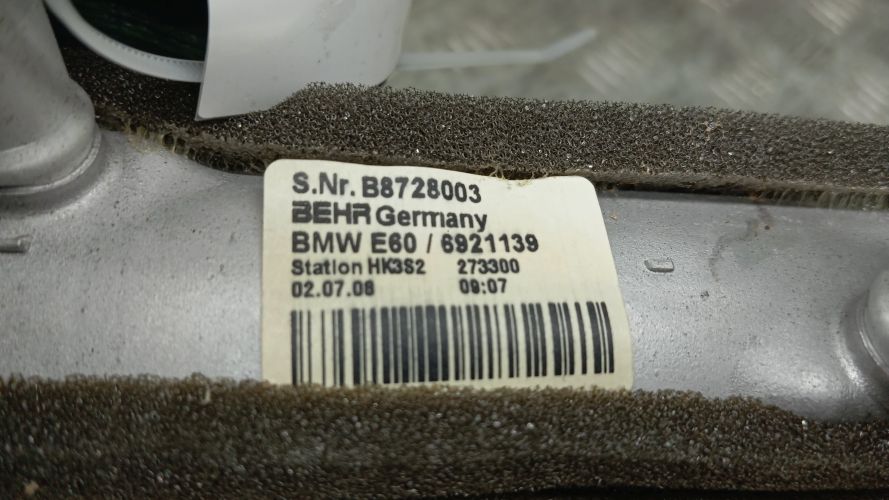 S.Nr. B8728003
BEHR Germany
BMW E60 / 6921139
Station HK3S2 273300
02.07.08 09:07